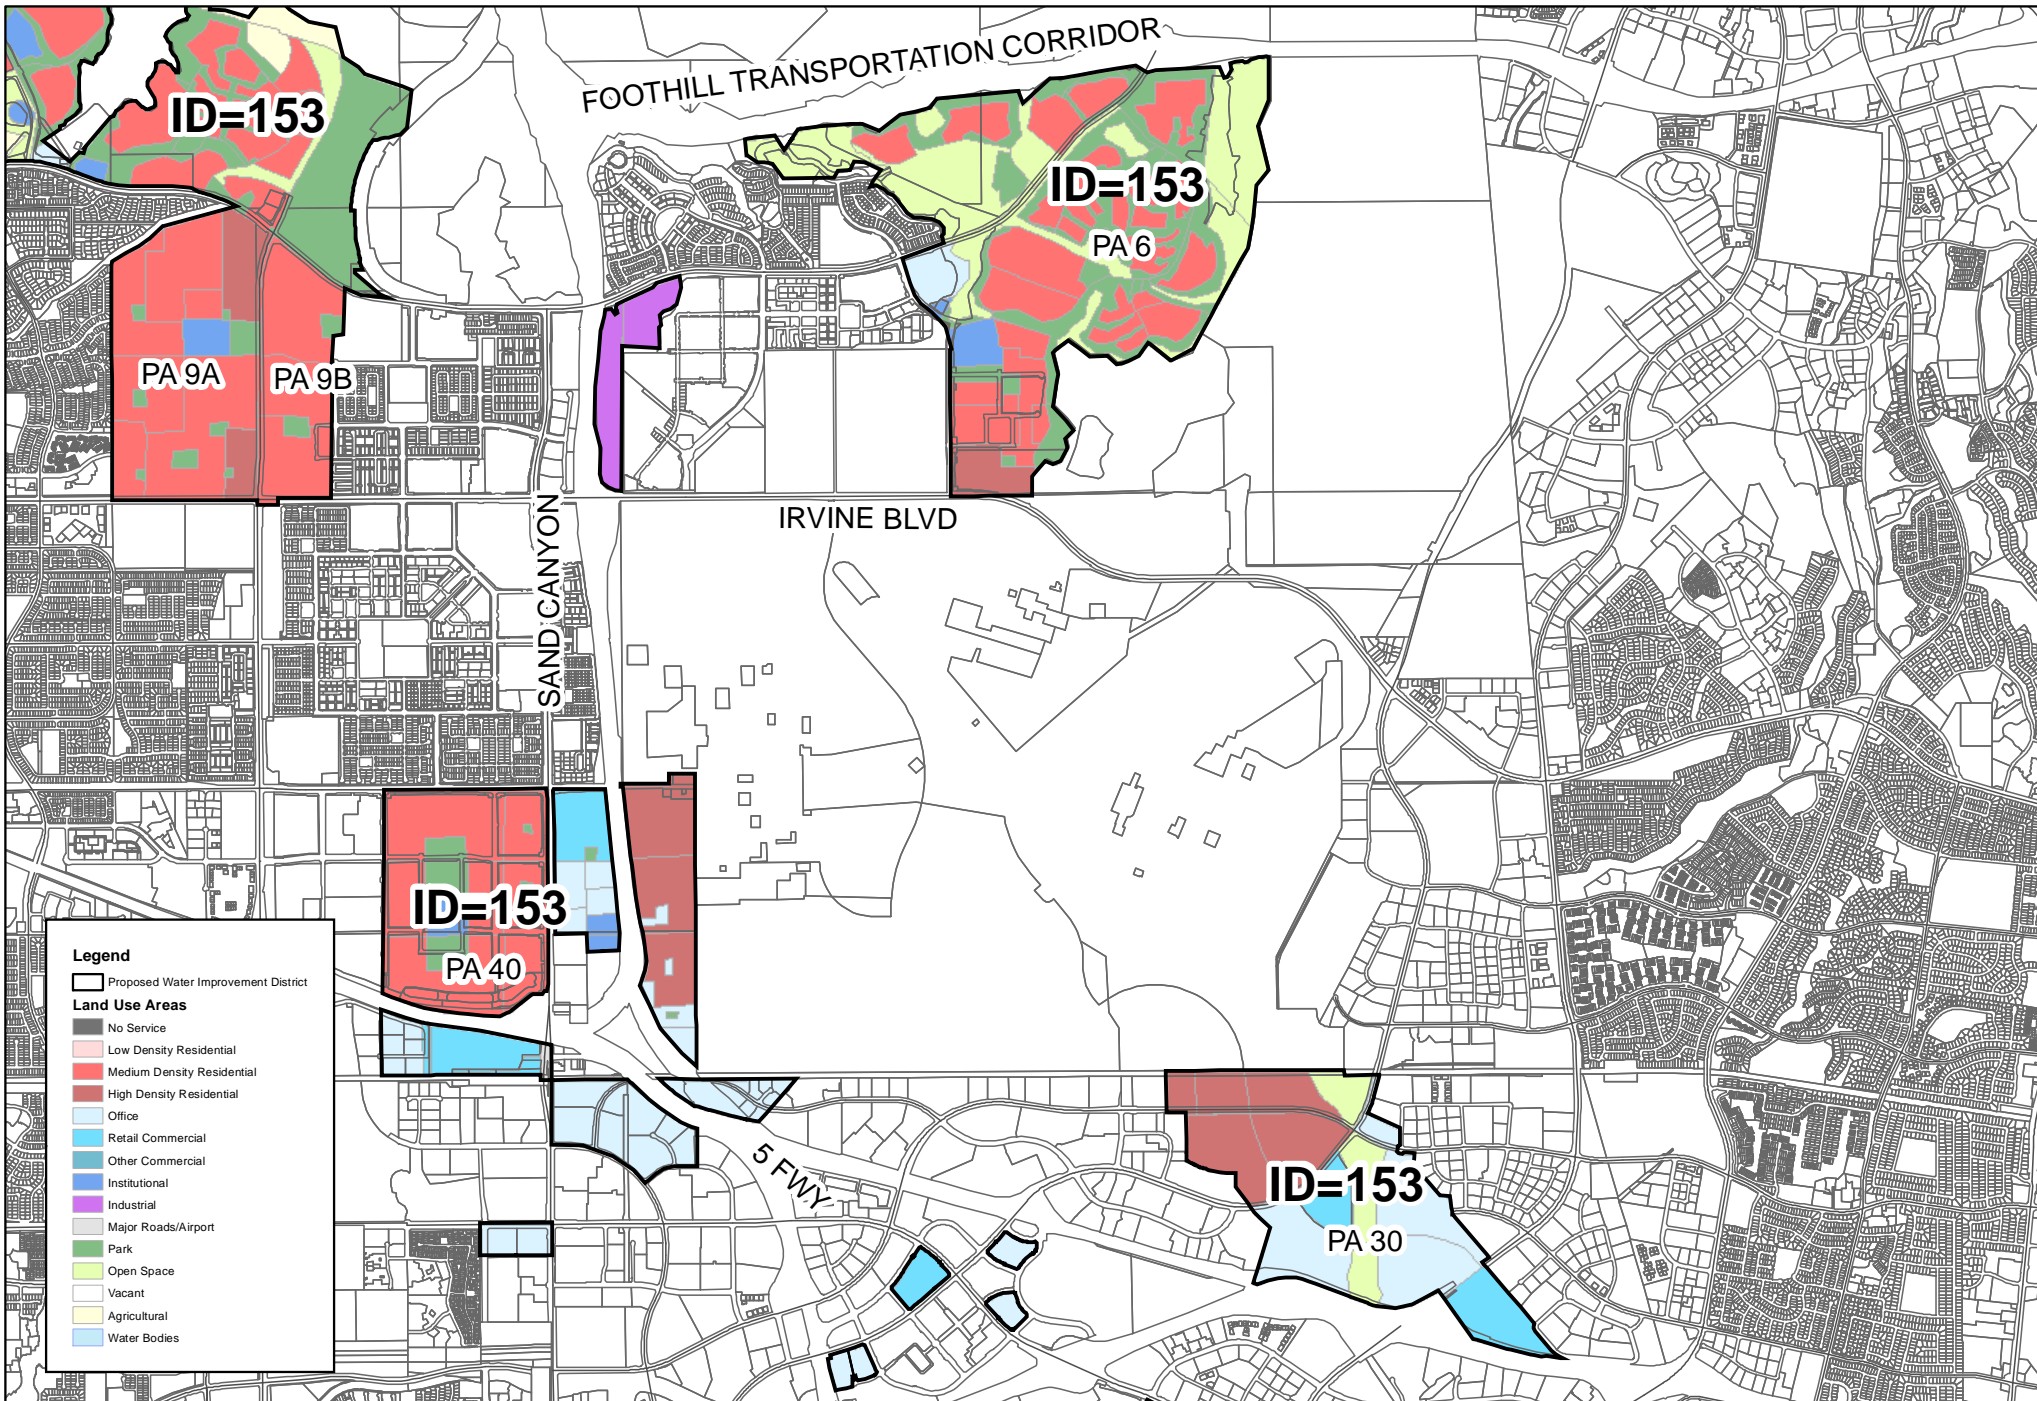 FOOTHILL TRANSPORTATION CORRIDOR
ID=153
ID=153
PA 6
PA 9A
PA 9B
IRVINE BLVD
SAND CANYON
ID=153
PA 40
5 FWY
ID=153
PA 30
Legend
Proposed Water Improvement District
Land Use Areas
No Service
Low Density Residential
Medium Density Residential
High Density Residential
Office
Retail Commercial
Other Commercial
Institutional
Industrial
Major Roads/Airport
Park
Open Space
Vacant
Agricultural
Water Bodies